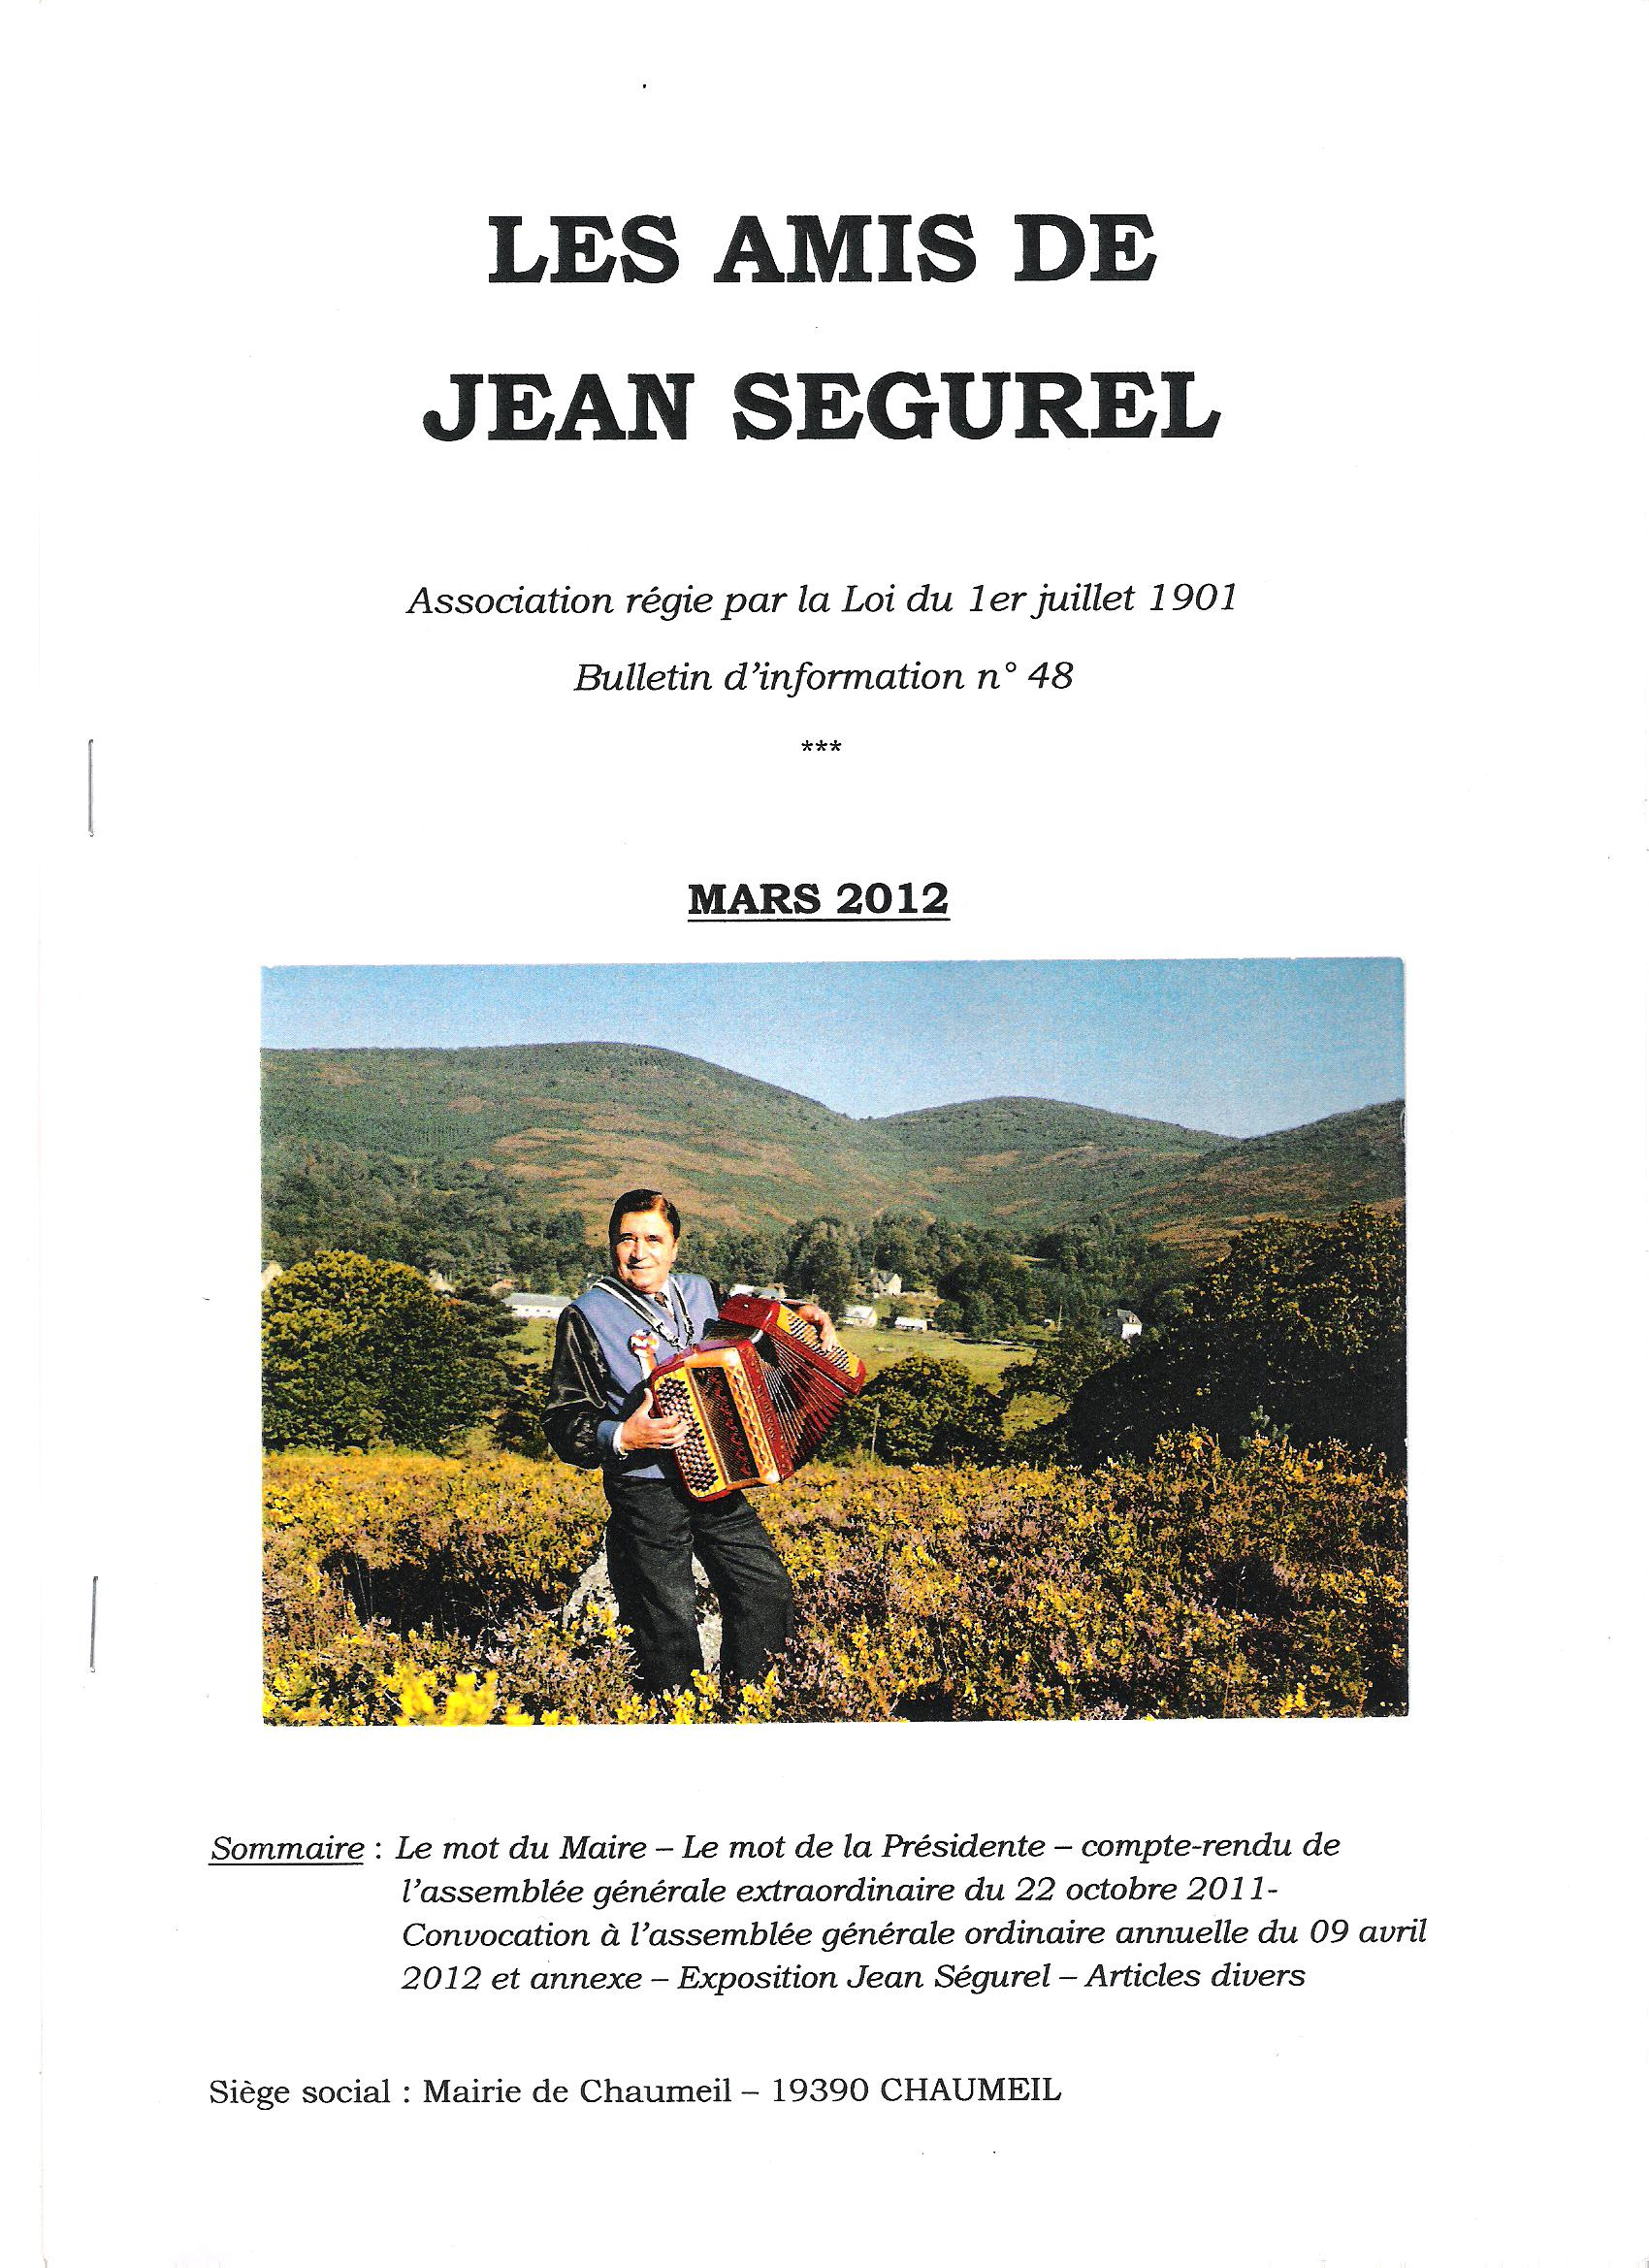 LES AMIS DE
JEAN SEGUREL
Association régie par la Loi du 1er juillet 1901
Bulletin d'information n° 48
***
MARS 2012
Sommaire : Le mot du Maire – Le mot de la Présidente – compte-rendu de
l'assemblée générale extraordinaire du 22 octobre 2011-
Convocation à l'assemblée générale ordinaire annuelle du 09 avril
2012 et annexe – Exposition Jean Ségurel – Articles divers
Siège social : Mairie de Chaumeil – 19390 CHAUMEIL